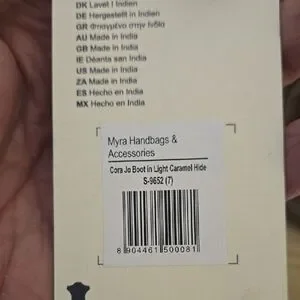 DK Lavet I Indien
DE Hergestellt in Indien
GR Φτιαγμένο στην Ινδία
AU Made in India
GB Made in India
IE Déanta san India
US Made in India
ZA Made in India
ES Hecho en India
MX Hecho en India
Myra Handbags &
Accessories
Cora Jo Boot in Light Caramel Hide
S-9652 (7)
8 904461 500081